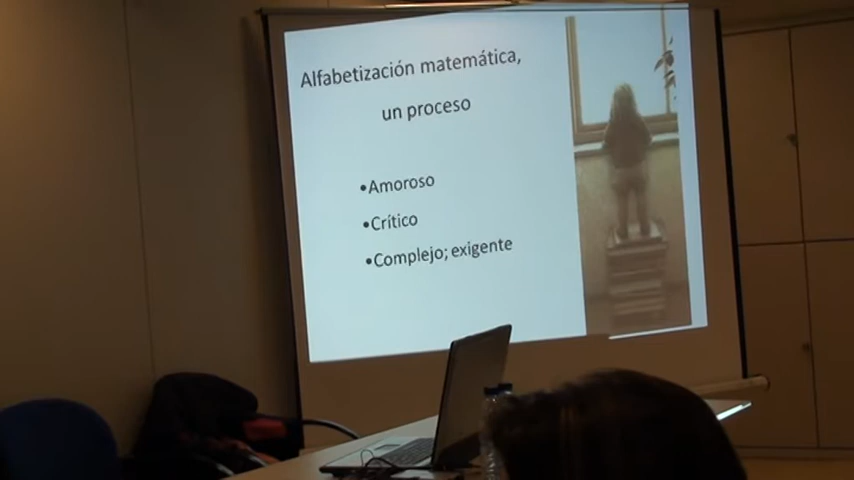 Alfabetización matemática,
un proceso
•Amoroso
•Crítico
•Complejo; exigente